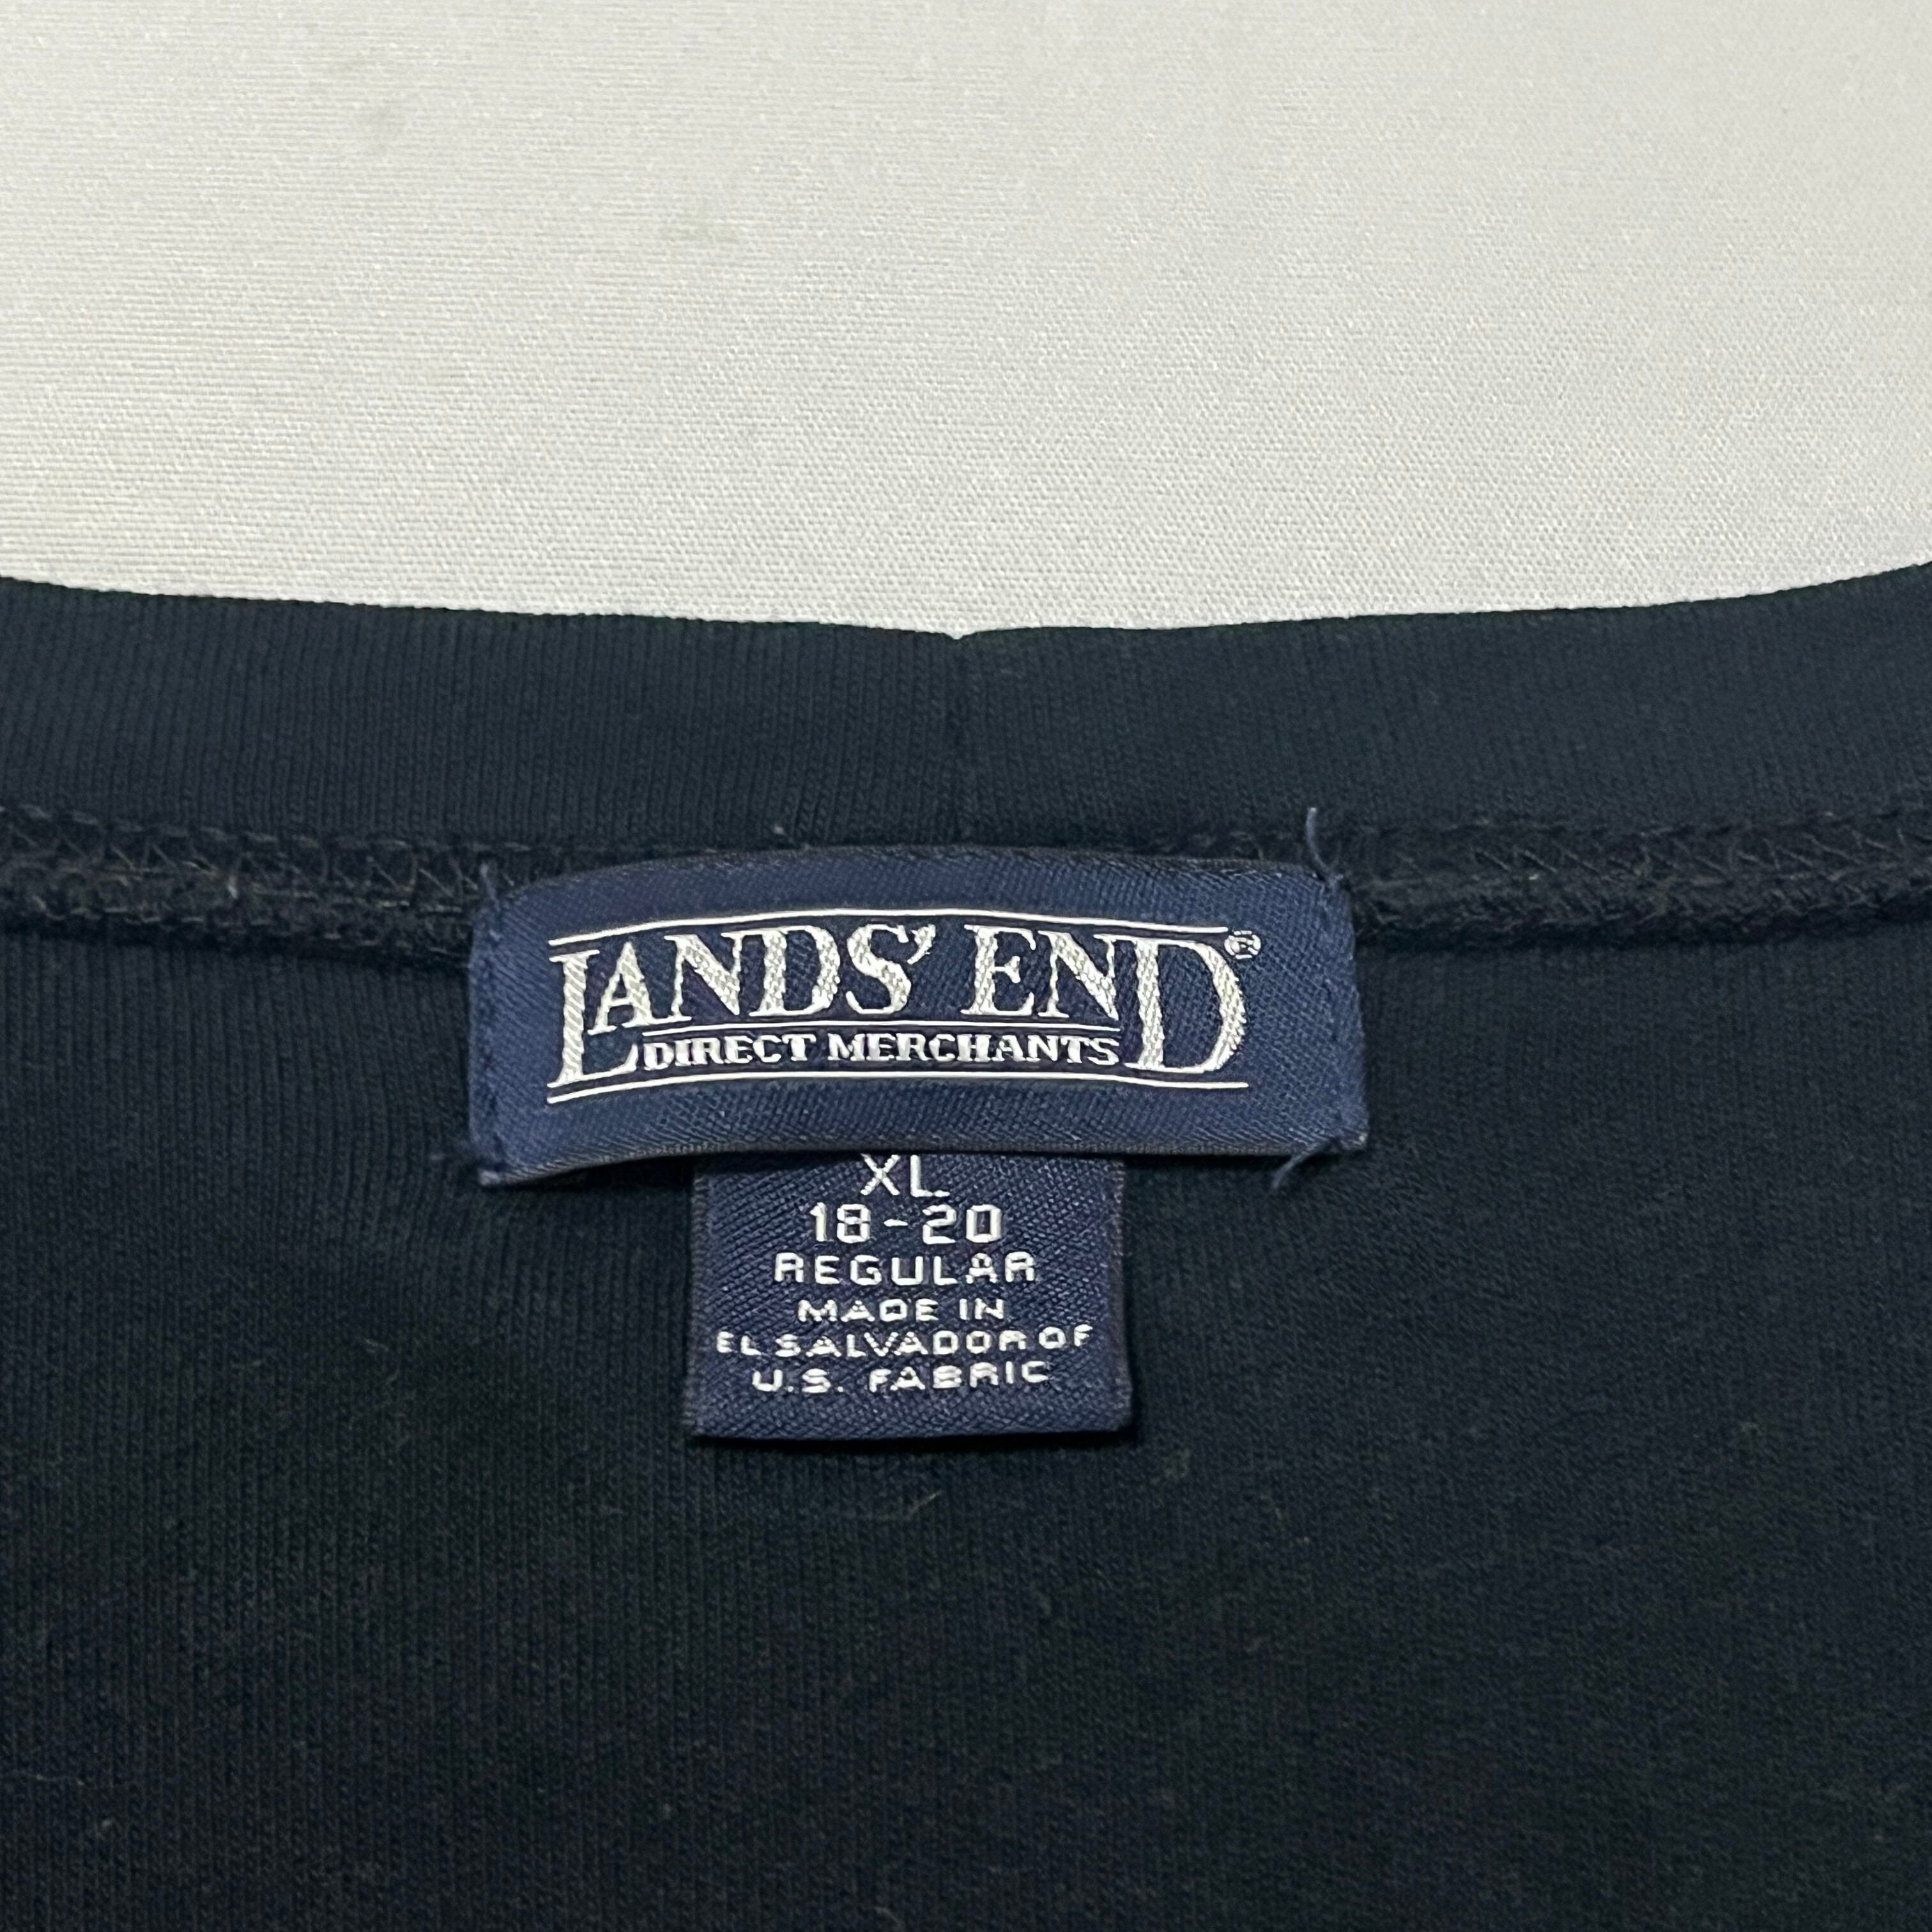 LANDS' END®
DIRECT MERCHANTS
XL
18-20
REGULAR
MADE IN
EL SALVADOR OF
U.S. FABRIC